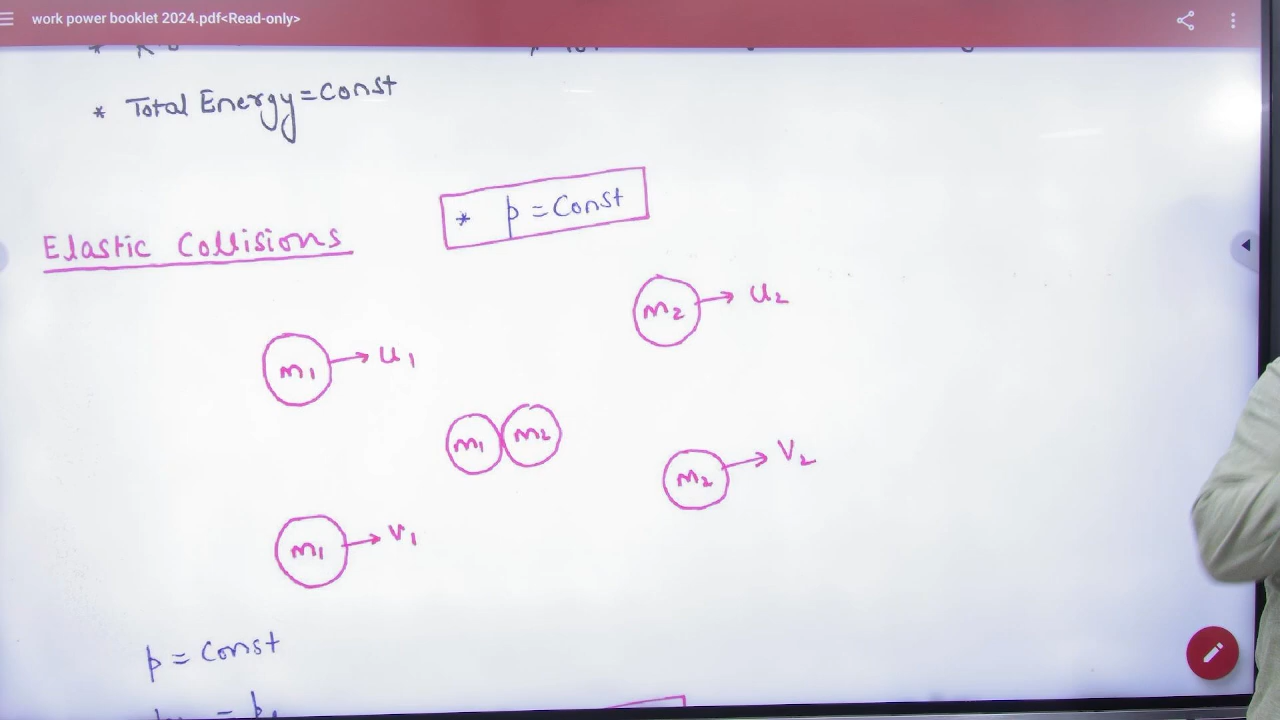 work power booklet 2024.pdf<Read-only>
* Total Energy = Const
* p = Const
Elastic Collisions
m2 → u2
m1 → u1
m1 m2
m2 → v2
m1 → v1
p = Const